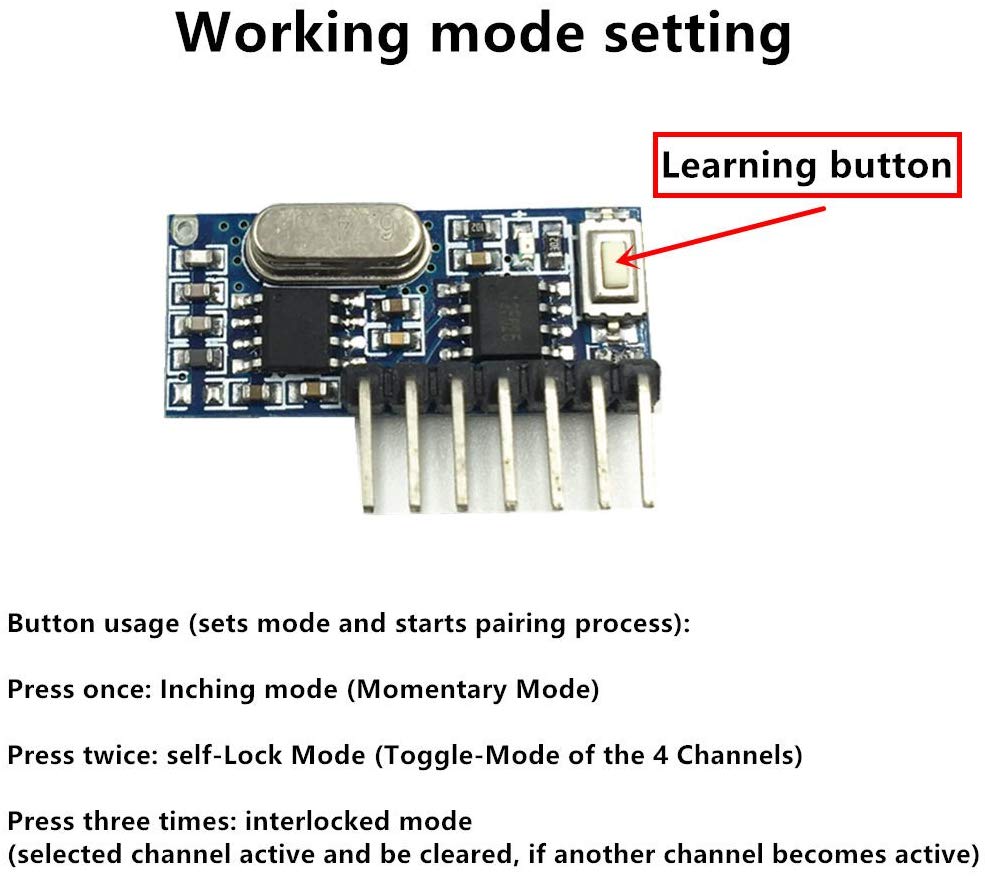 Working mode setting
Learning button
102
302
Button usage (sets mode and starts pairing process):
Press once: Inching mode (Momentary Mode)
Press twice: self-Lock Mode (Toggle-Mode of the 4 Channels)
Press three times: interlocked mode
(selected channel active and be cleared, if another channel becomes active)